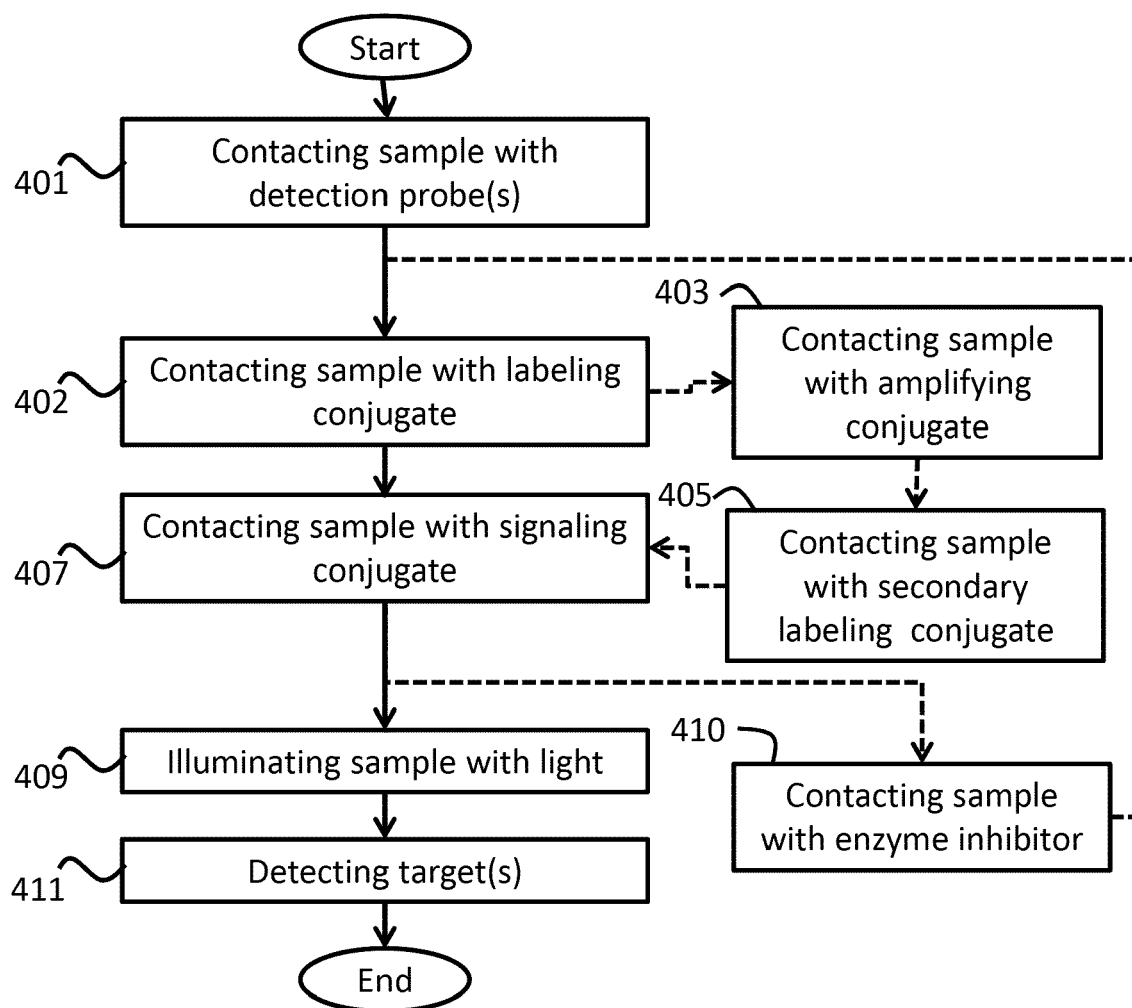 Start
401
Contacting sample with
detection probe(s)
402
Contacting sample with labeling
conjugate
403
Contacting sample
with amplifying
conjugate
405
Contacting sample
with secondary
labeling conjugate
407
Contacting sample with signaling
conjugate
409
Illuminating sample with light
410
Contacting sample
with enzyme inhibitor
411
Detecting target(s)
End